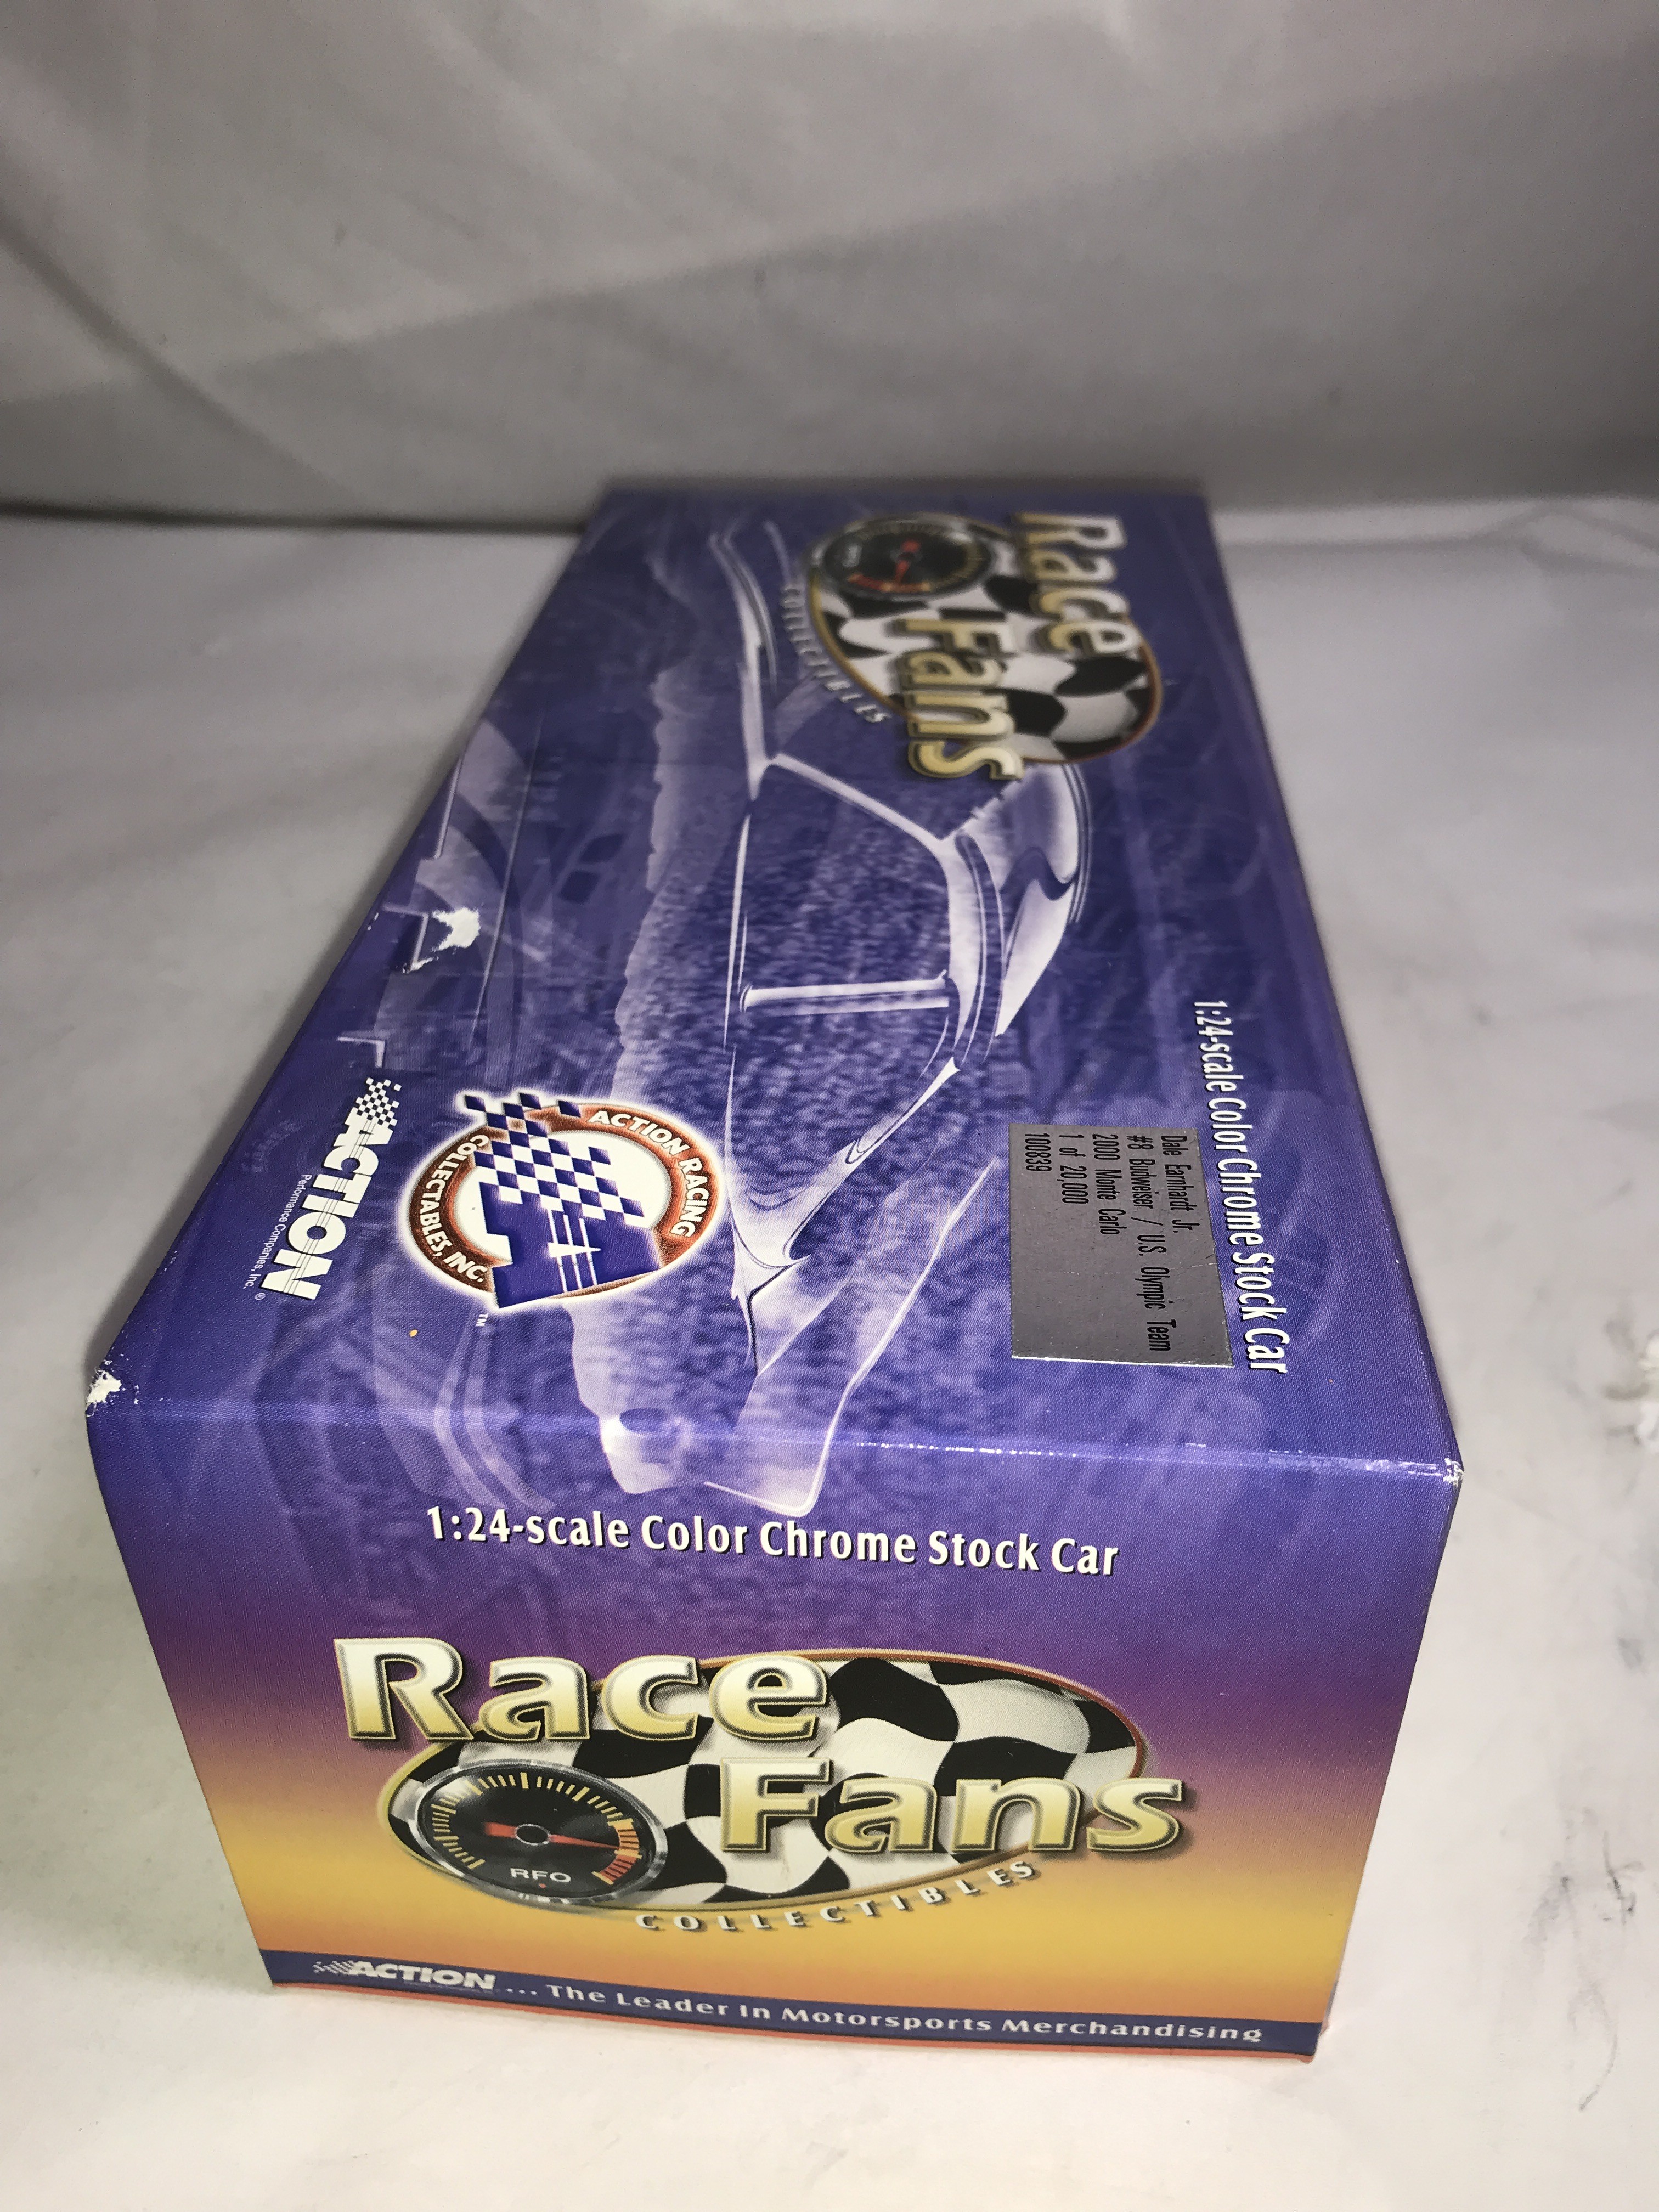 Race
Fans
COLLECTIBLES
1:24-scale Color Chrome Stock Car
Dale Earnhardt Jr.
#8 Budweiser / U.S. Olympic Team
2000 Monte Carlo
1 of 20,000
100839
ACTION RACING
COLLECTABLES, INC.
TM
ACTION
Performance Companies, Inc. ®
1:24-scale Color Chrome Stock Car
Race
Fans
RFO
COLLECTIBLES
ACTION ... The Leader In Motorsports Merchandising